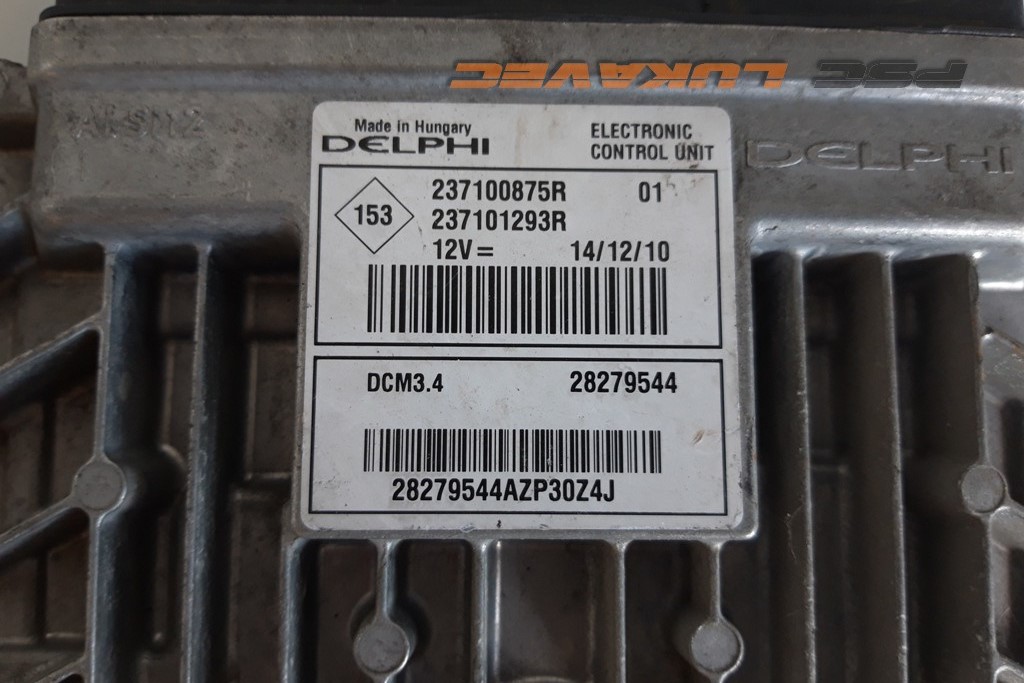 PSC LUKAVEC
Made in Hungary
DELPHI
ELECTRONIC
CONTROL UNIT
DELPHI
153
237100875R 01
237101293R
12V= 14/12/10
DCM3.4 28279544
28279544AZP30Z4J